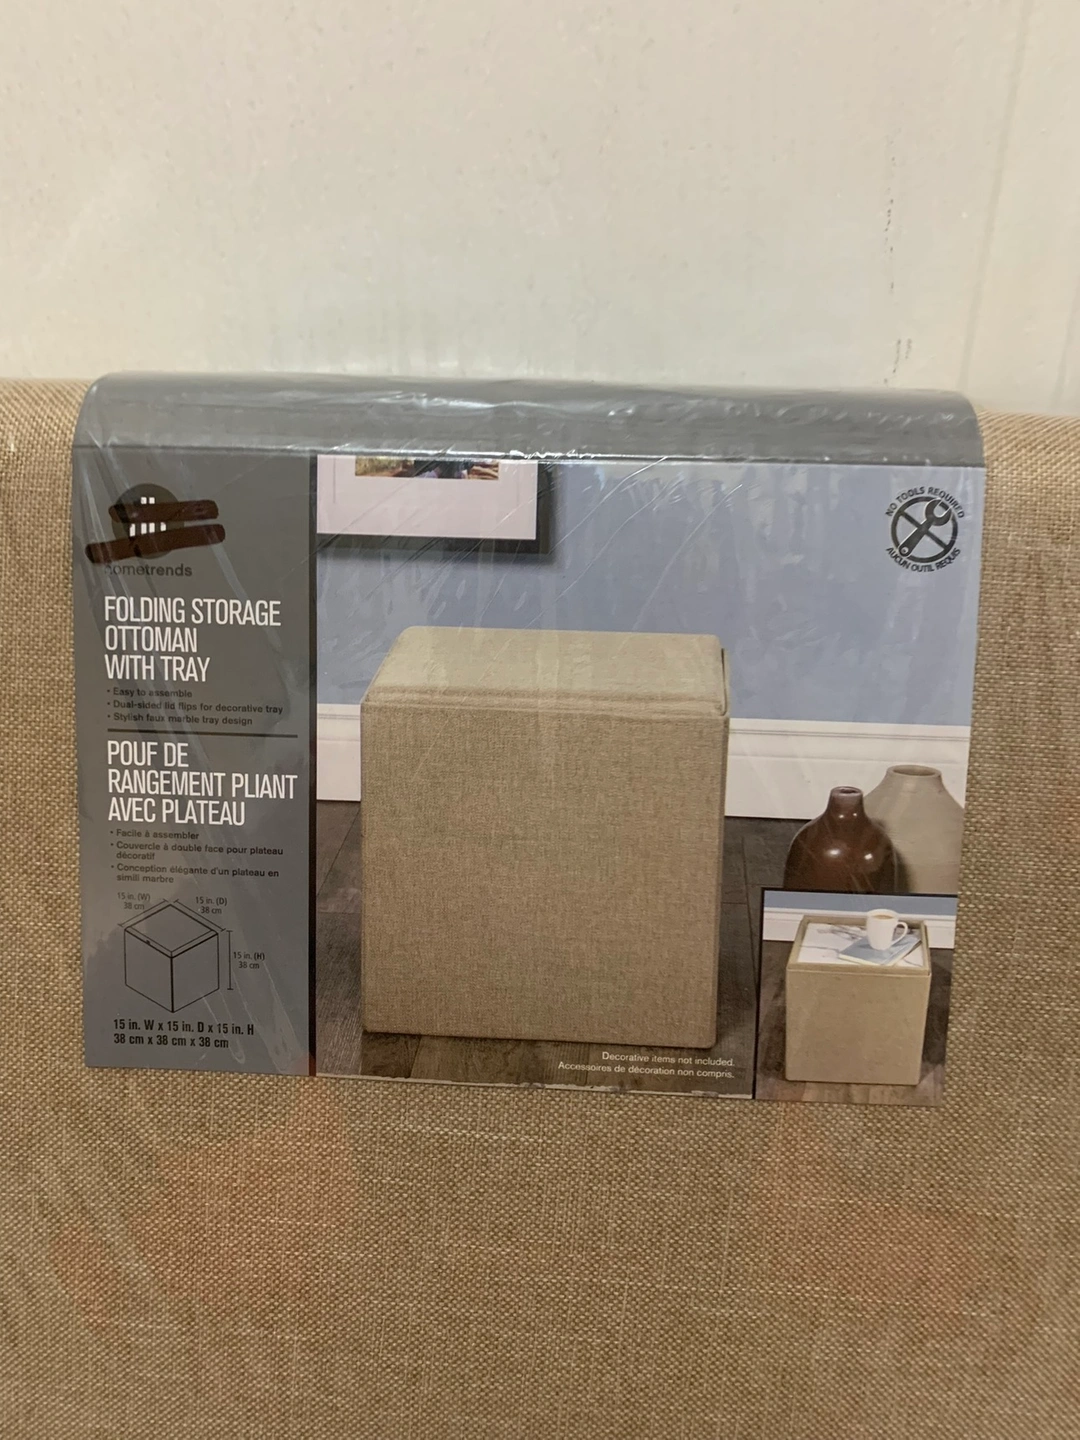 hometrends
FOLDING STORAGE
OTTOMAN
WITH TRAY
• Easy to assemble
• Dual-sided lid flips for decorative tray
• Stylish faux marble tray design
POUF DE
RANGEMENT PLIANT
AVEC PLATEAU
• Facile à assembler
• Couvercle à double face pour plateau
décoratif
• Conception élégante d'un plateau en
simili marbre
15 in. (W)
38 cm
15 in. (D)
38 cm
15 in. (H)
38 cm
15 in. W x 15 in. D x 15 in. H
38 cm x 38 cm x 38 cm
NO TOOLS REQUIRED
AUCUN OUTIL REQUIS
Decorative items not included.
Accessoires de décoration non compris.